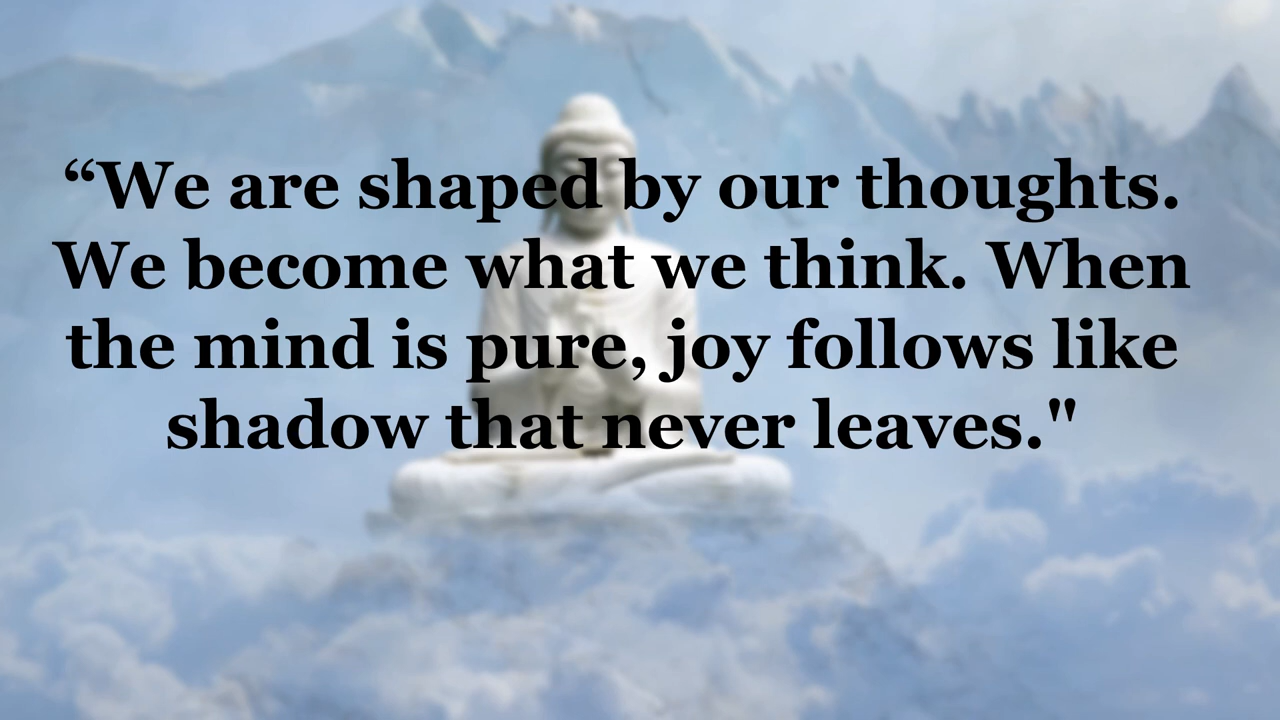 “We are shaped by our thoughts.
We become what we think. When
the mind is pure, joy follows like
shadow that never leaves."